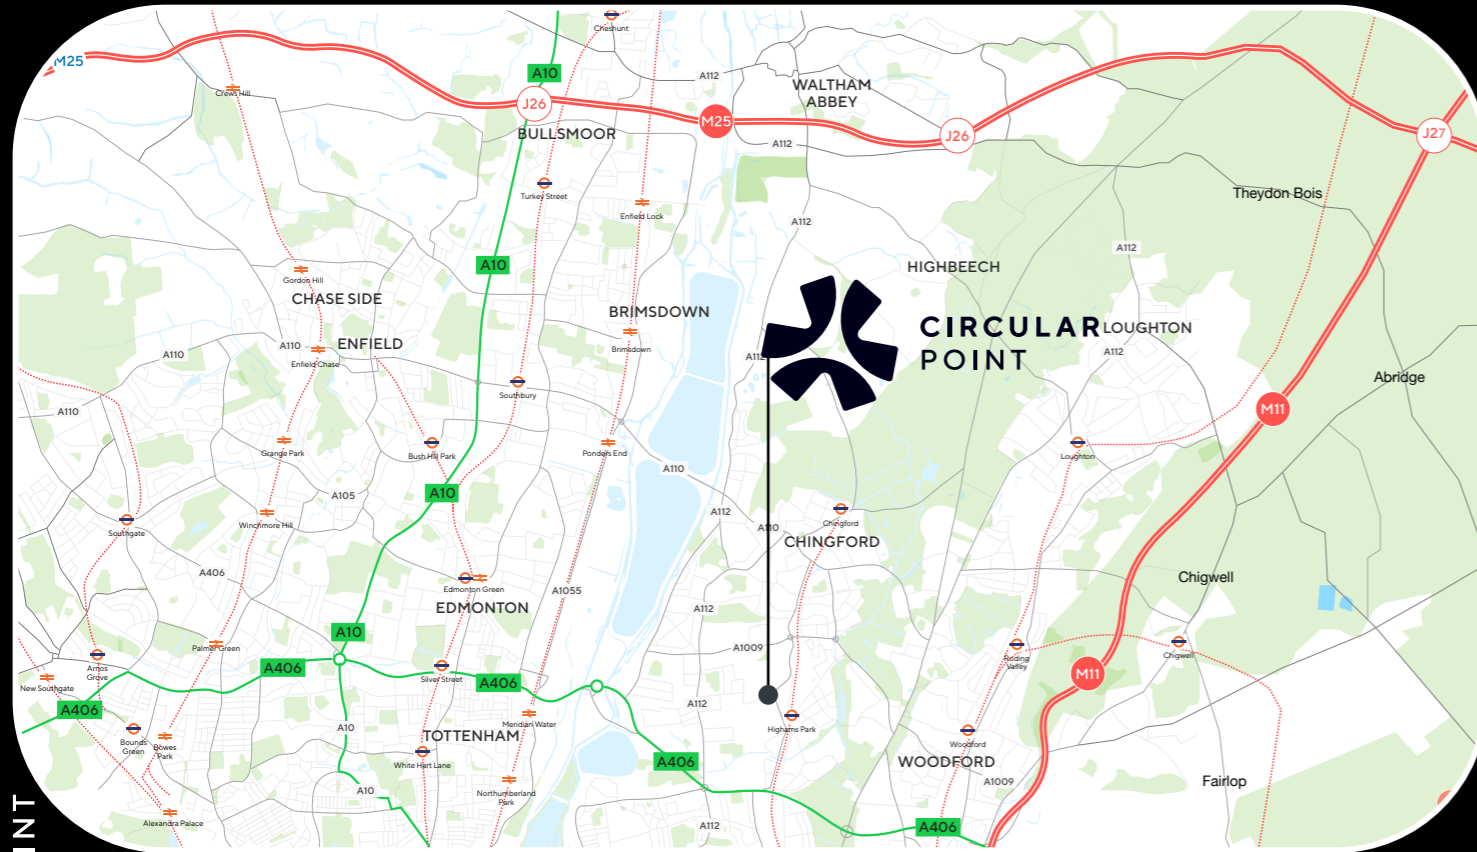 Cheshunt
M25
A10
A112
WALTHAM
ABBEY
Crews Hill
J26
M25
BULLSMOOR
J26
J27
A112
Turkey Street
Enfield Lock
Theydon Bois
A112
A112
A10
HIGHBEECH
Gordon Hill
CHASE SIDE
BRIMSDOWN
CIRCULAR
POINT
LOUGHTON
A110
A110
ENFIELD
Enfield Chase
Brimsdown
A112
A112
Abridge
Southbury
A110
M11
Grange Park
Bush Hill Park
Ponders End
Loughton
A110
A10
A105
Winchmore Hill
Southgate
A112
A110
Chingford
CHINGFORD
A406
Edmonton Green
EDMONTON
A1055
A112
Chigwell
A10
Palmers Green
A1009
Arnos
Grove
A406
Silver Street
A406
Roding
Valley
Chigwell
M11
New Southgate
A406
A112
Meridian Water
Highams Park
Bounds
Green
Bowes
Park
A10
TOTTENHAM
White Hart Lane
A406
Woodford
WOODFORD
A1009
Fairlop
A10
Northumberland
Park
Alexandra Palace
A112
A406
INT